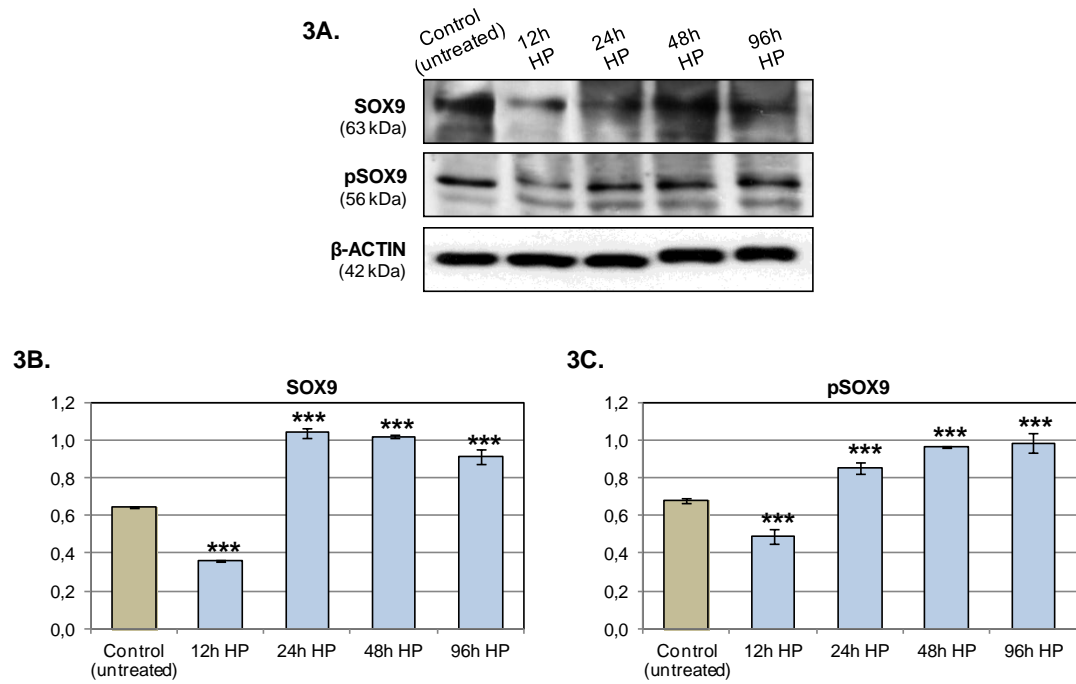 3A.
Control
(untreated)
12h
HP
24h
HP
48h
HP
96h
HP
SOX9
(63 kDa)
pSOX9
(56 kDa)
β-ACTIN
(42 kDa)
3B.
SOX9
1,2
1,0
0,8
0,6
0,4
0,2
0,0
***
***
***
***
Control
(untreated)
12h HP
24h HP
48h HP
96h HP
3C.
pSOX9
1,2
1,0
0,8
0,6
0,4
0,2
0,0
***
***
***
***
Control
(untreated)
12h HP
24h HP
48h HP
96h HP